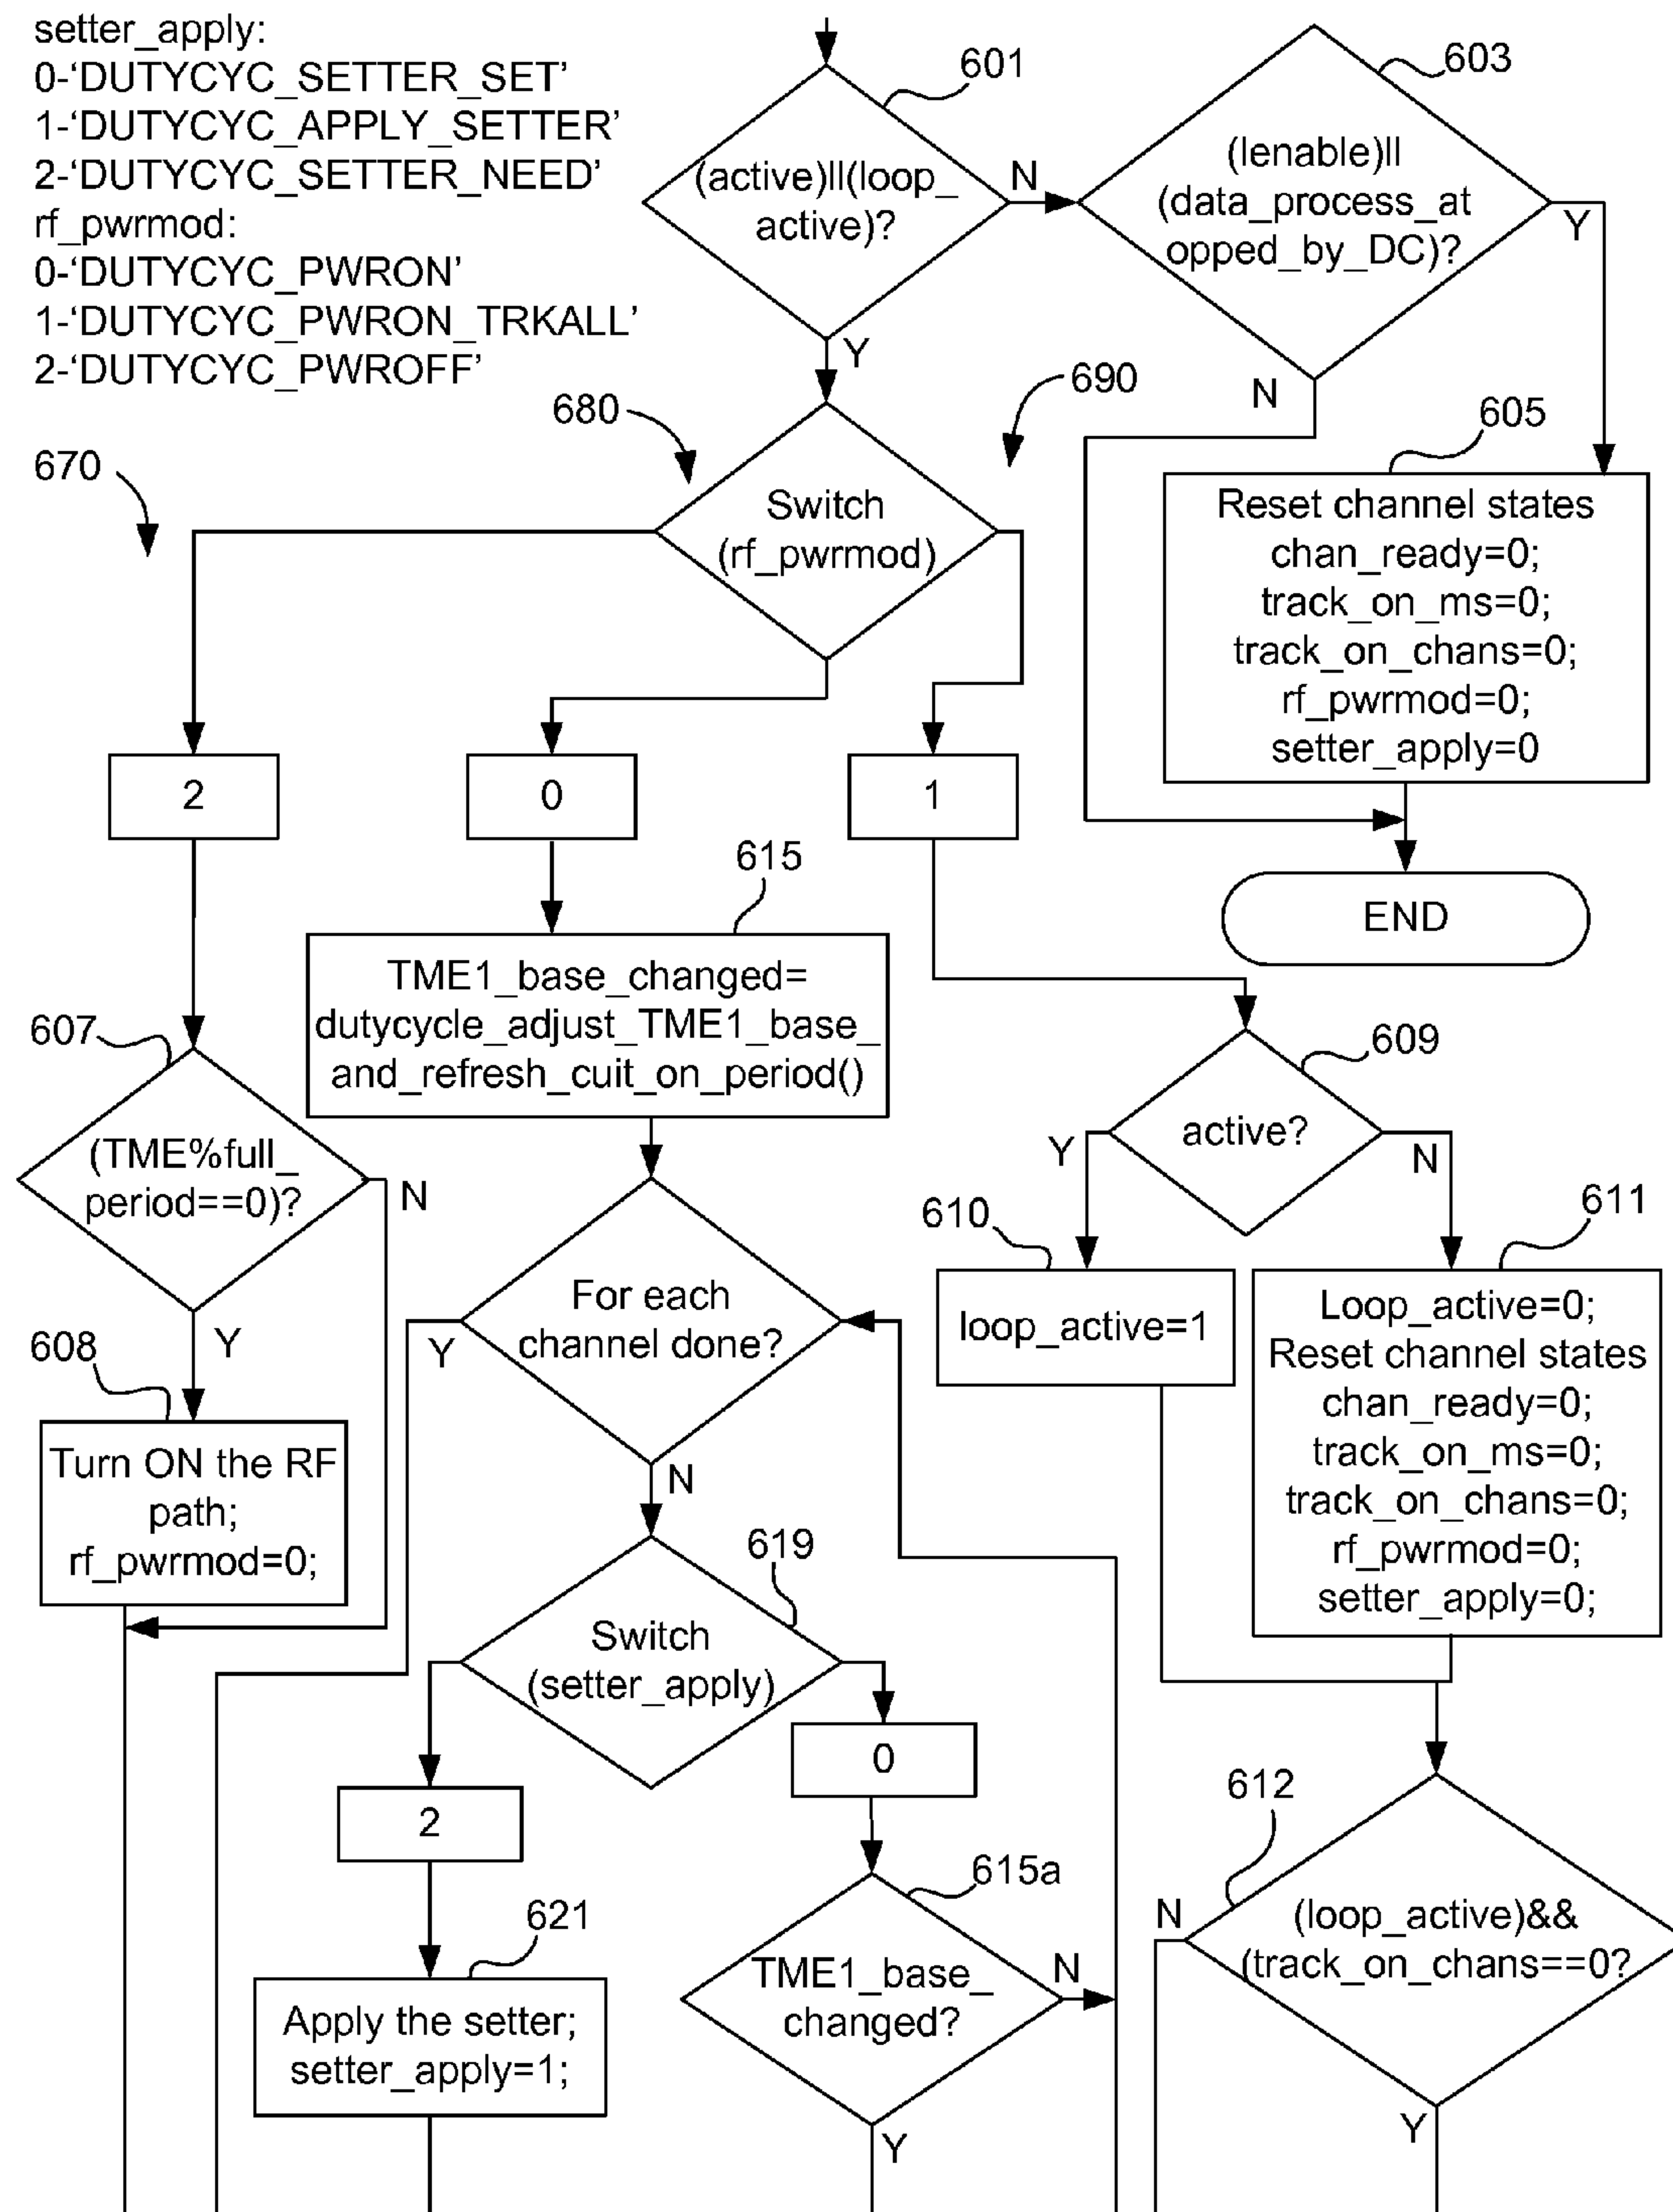 setter_apply:
0-‘DUTYCYC_SETTER_SET’
1-‘DUTYCYC_APPLY_SETTER’
2-‘DUTYCYC_SETTER_NEED’
rf_pwrmod:
0-‘DUTYCYC_PWRON’
1-‘DUTYCYC_PWRON_TRKALL’
2-‘DUTYCYC_PWROFF’
601
(active)||(loop_
active)?
N
Y
603
(lenable)||
(data_process_at
opped_by_DC)?
Y
N
605
Reset channel states
chan_ready=0;
track_on_ms=0;
track_on_chans=0;
rf_pwrmod=0;
setter_apply=0
END
670
680
690
Switch
(rf_pwrmod)
2
0
1
607
(TME%full_
period==0)?
N
Y
608
Turn ON the RF
path;
rf_pwrmod=0;
615
TME1_base_changed=
dutycycle_adjust_TME1_base_
and_refresh_cuit_on_period()
For each
channel done?
Y
N
619
Switch
(setter_apply)
2
0
621
Apply the setter;
setter_apply=1;
615a
TME1_base_
changed?
N
Y
609
active?
Y
N
610
loop_active=1
611
Loop_active=0;
Reset channel states
chan_ready=0;
track_on_ms=0;
track_on_chans=0;
rf_pwrmod=0;
setter_apply=0;
612
(loop_active)&&
(track_on_chans==0?
N
Y